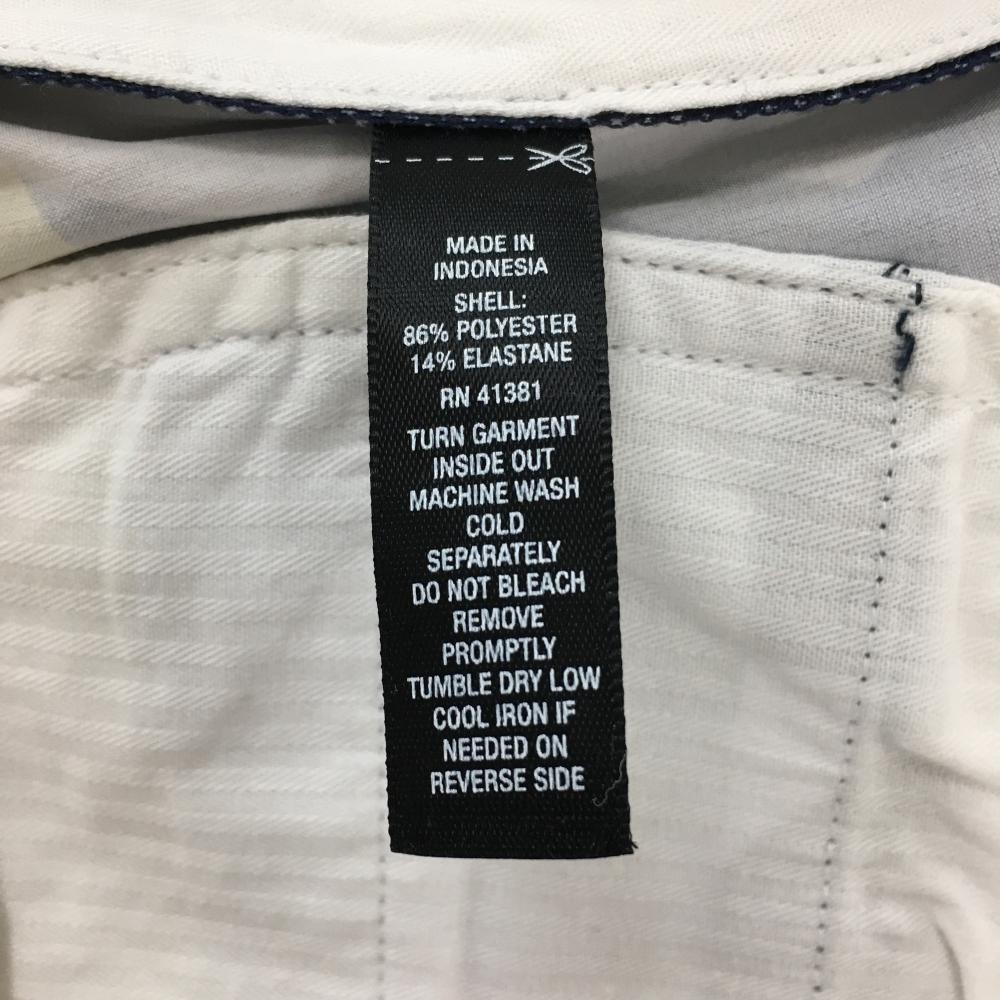 MADE IN
INDONESIA
SHELL:
86% POLYESTER
14% ELASTANE
RN 41381
TURN GARMENT
INSIDE OUT
MACHINE WASH
COLD
SEPARATELY
DO NOT BLEACH
REMOVE
PROMPTLY
TUMBLE DRY LOW
COOL IRON IF
NEEDED ON
REVERSE SIDE